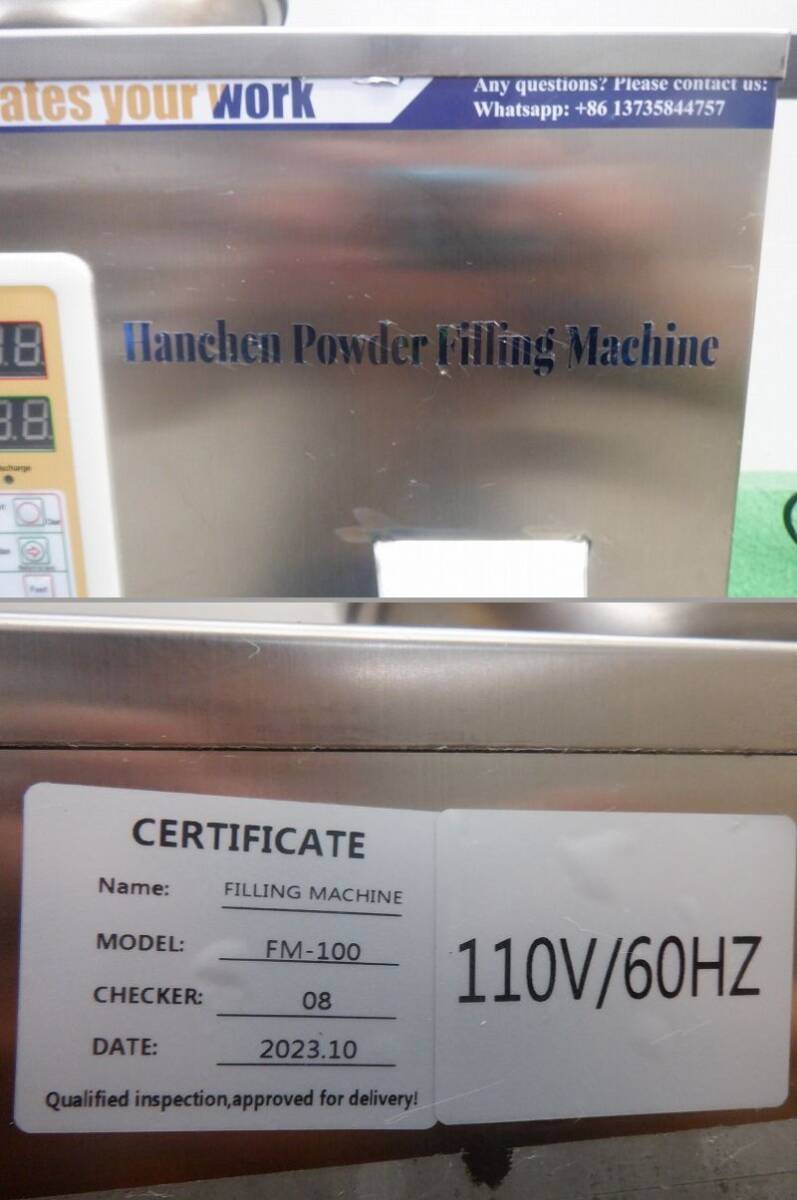 ates your work
Any questions? Please contact us:
Whatsapp: +86 13735844757
Hanchen Powder Filling Machine
CERTIFICATE
Name: FILLING MACHINE
MODEL: FM-100
CHECKER: 08
DATE: 2023.10
Qualified inspection,approved for delivery!
110V/60HZ